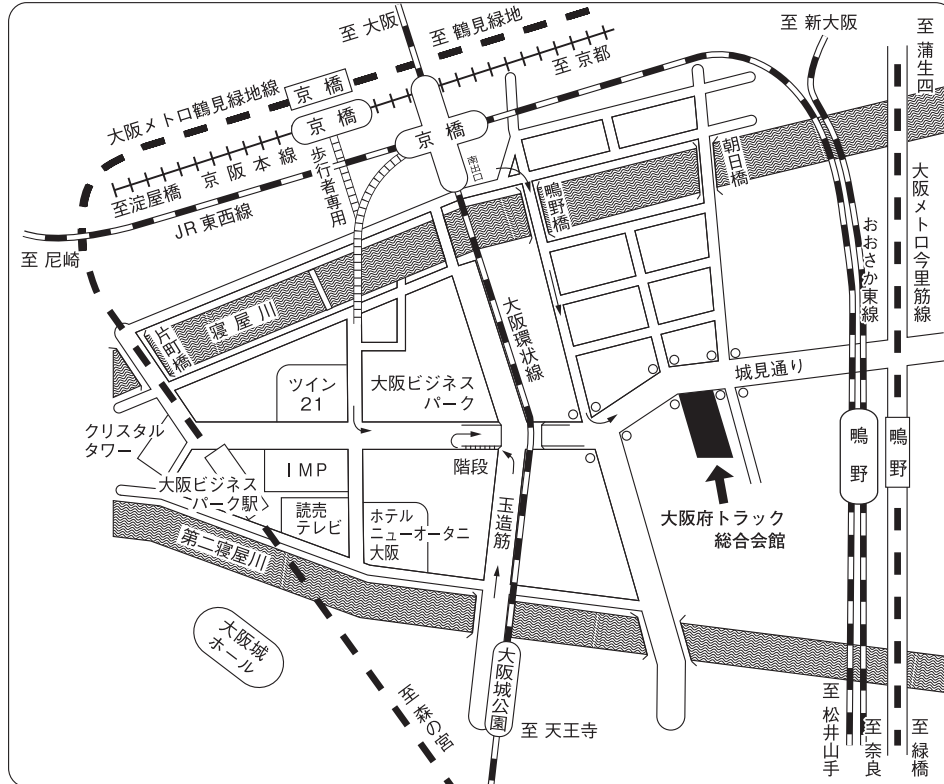 至 大阪
至 鶴見緑地
至 京都
至 新大阪
至 蒲生四
大阪メトロ鶴見緑地線
京橋
京橋
京橋
京阪本線
至淀屋橋
歩行者専用
JR東西線
至 尼崎
南出口
鴫野橋
朝日橋
大阪メトロ今里筋線
おおさか東線
寝屋川
片町橋
大阪環状線
城見通り
ツイン
21
大阪ビジネス
パーク
クリスタル
タワー
大阪ビジネス
パーク駅
IMP
階段
読売
テレビ
ホテル
ニューオータニ
大阪
玉造筋
鴫野
鴫野
大阪府トラック
総合会館
第二寝屋川
大阪城
ホール
大阪城公園
至 森の宮
至 天王寺
至 松井山手
至 奈良
至 緑橋